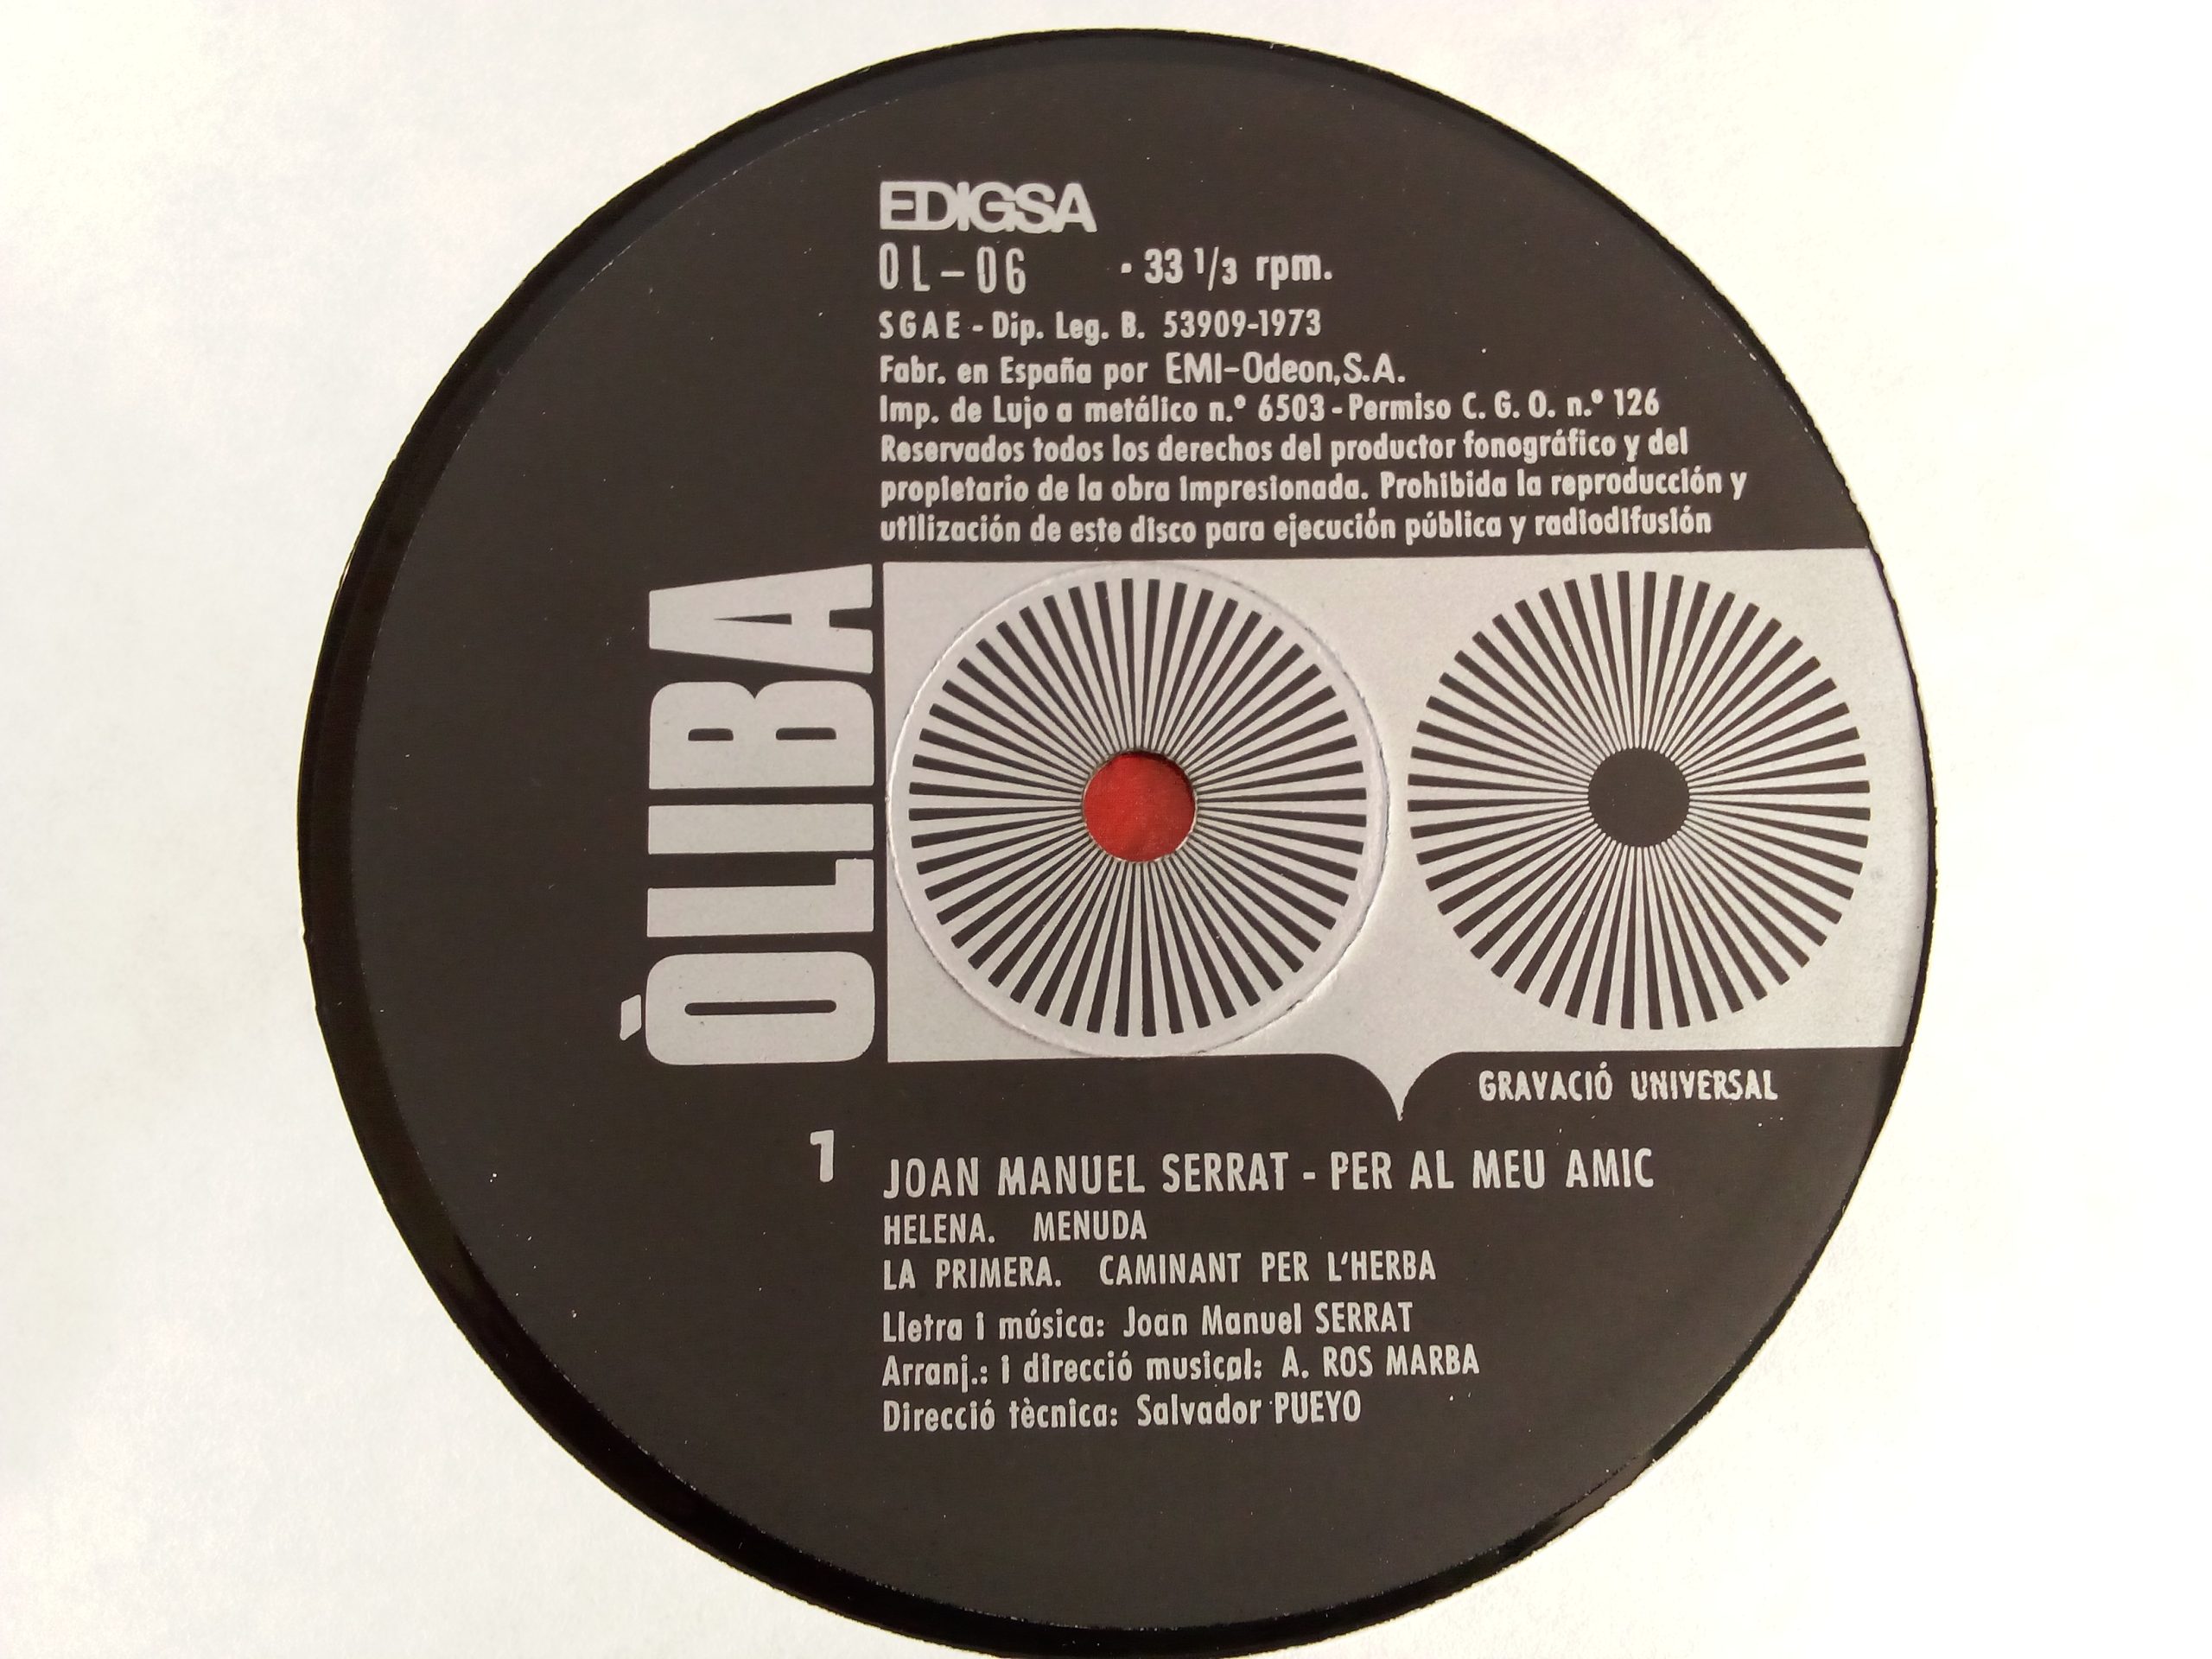 EDIGSA
OL-06 · 33 1/3 rpm.
SGAE - Dip. Leg. B. 53909-1973
Fabr. en España por EMI-Odeon,S.A.
Imp. de Lujo a metálico n.º 6503 - Permiso C. G. O. n.º 126
Reservados todos los derechos del productor fonográfico y del
propietario de la obra impresionada. Prohibida la reproducción y
utilización de este disco para ejecución pública y radiodifusión
ÒLIBA
GRAVACIÓ UNIVERSAL
1
JOAN MANUEL SERRAT - PER AL MEU AMIC
HELENA. MENUDA
LA PRIMERA. CAMINANT PER L'HERBA
Lletra i música: Joan Manuel SERRAT
Arranj.: i direcció musical: A. ROS MARBA
Direcció tècnica: Salvador PUEYO